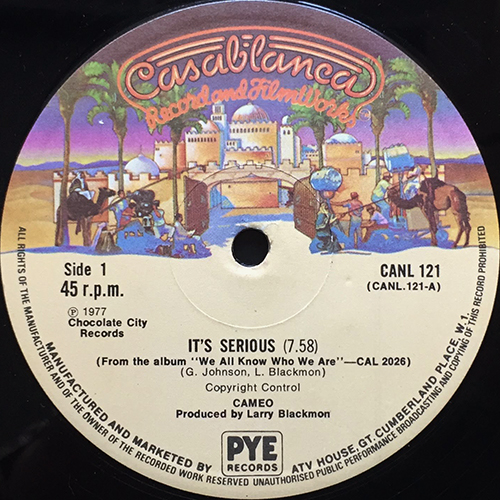 Casablanca
Record and FilmWorks
Side 1
45 r.p.m.
℗ 1977
Chocolate City
Records
CANL 121
(CANL.121-A)
IT'S SERIOUS (7.58)
(From the album "We All Know Who We Are"—CAL 2026)
(G. Johnson, L. Blackmon)
Copyright Control
CAMEO
Produced by Larry Blackmon
PYE
RECORDS
MANUFACTURED AND MARKETED BY
ATV HOUSE, GT. CUMBERLAND PLACE, W.1.
ALL RIGHTS OF THE MANUFACTURER AND OF THE OWNER OF THE RECORDED WORK RESERVED UNAUTHORISED PUBLIC PERFORMANCE BROADCASTING AND COPYING OF THIS RECORD PROHIBITED